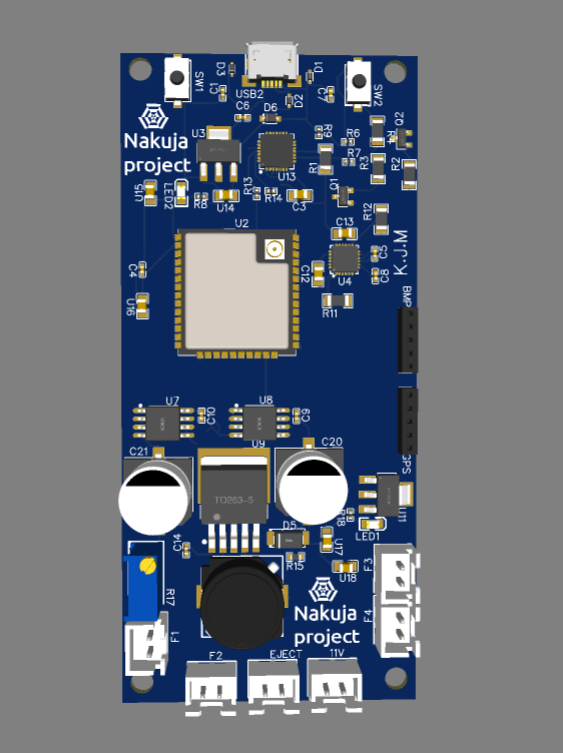 D3
D1
SW1
C1
USB2
D2
C7
SW2
C6
D6
Nakuja
project
U3
R9
R6
R7
Q2
R4
U13
R1
R3
R2
U15
LED2
R8
U14
R13
R14
C3
Q1
R12
U2
C13
K.J.M
C5
C4
C12
U4
C8
U16
R11
BMP
U7
C10
U8
C9
C21
U9
C20
GPS
TO263-5
U11
R18
LED1
D5
C14
U17
R15
U18
F3
R17
Nakuja
project
F4
F1
F2
EJECT
11V